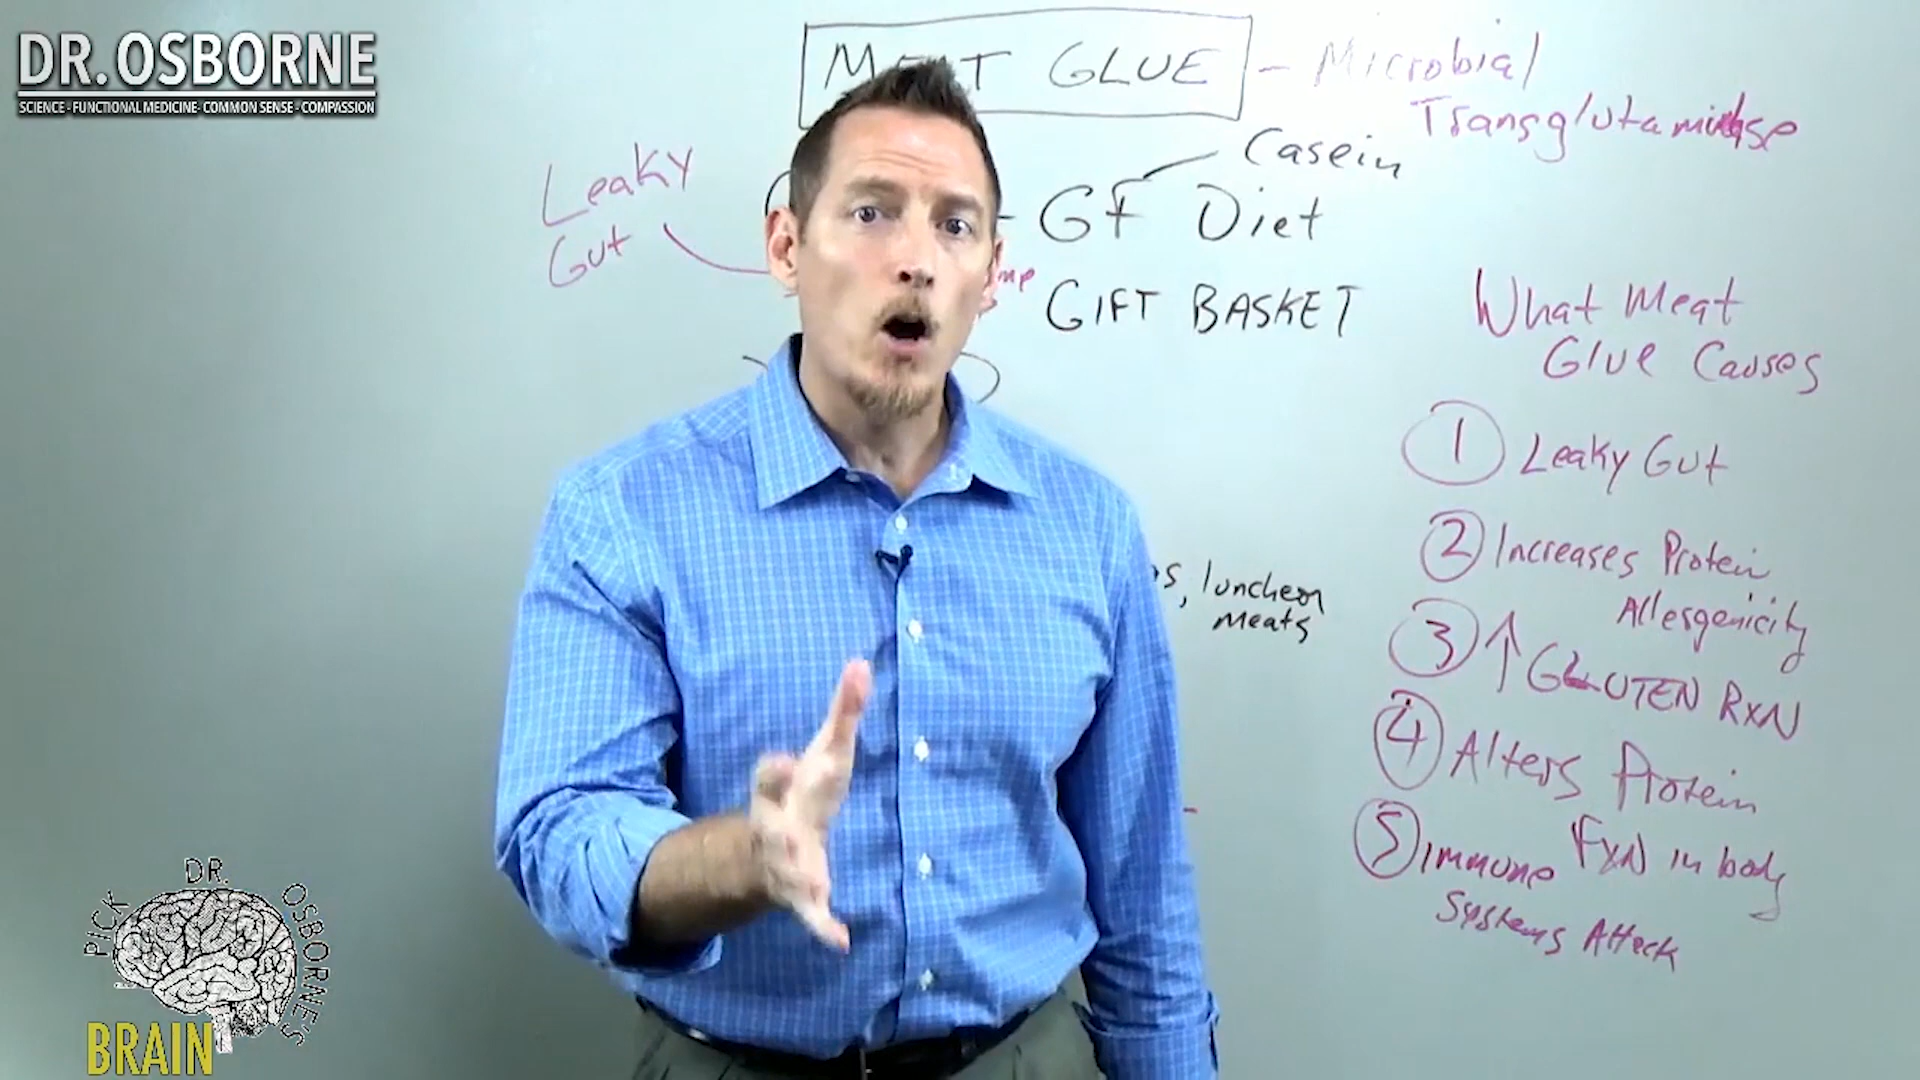 DR. OSBORNE
SCIENCE - FUNCTIONAL MEDICINE - COMMON SENSE - COMPASSION
MEAT GLUE - Microbial
Transglutaminase
Casein
Leaky
Gut
- GF Diet
GIFT BASKET
What Meat
Glue Causes
1 Leaky Gut
2 Increases Protein
Allergenicity
3 ↑ GLUTEN RXN
4 Alters Protein
FXN in body
5 Immune
Systems Attack
luncheon
meats
PICK DR. OSBORNE'S
BRAIN